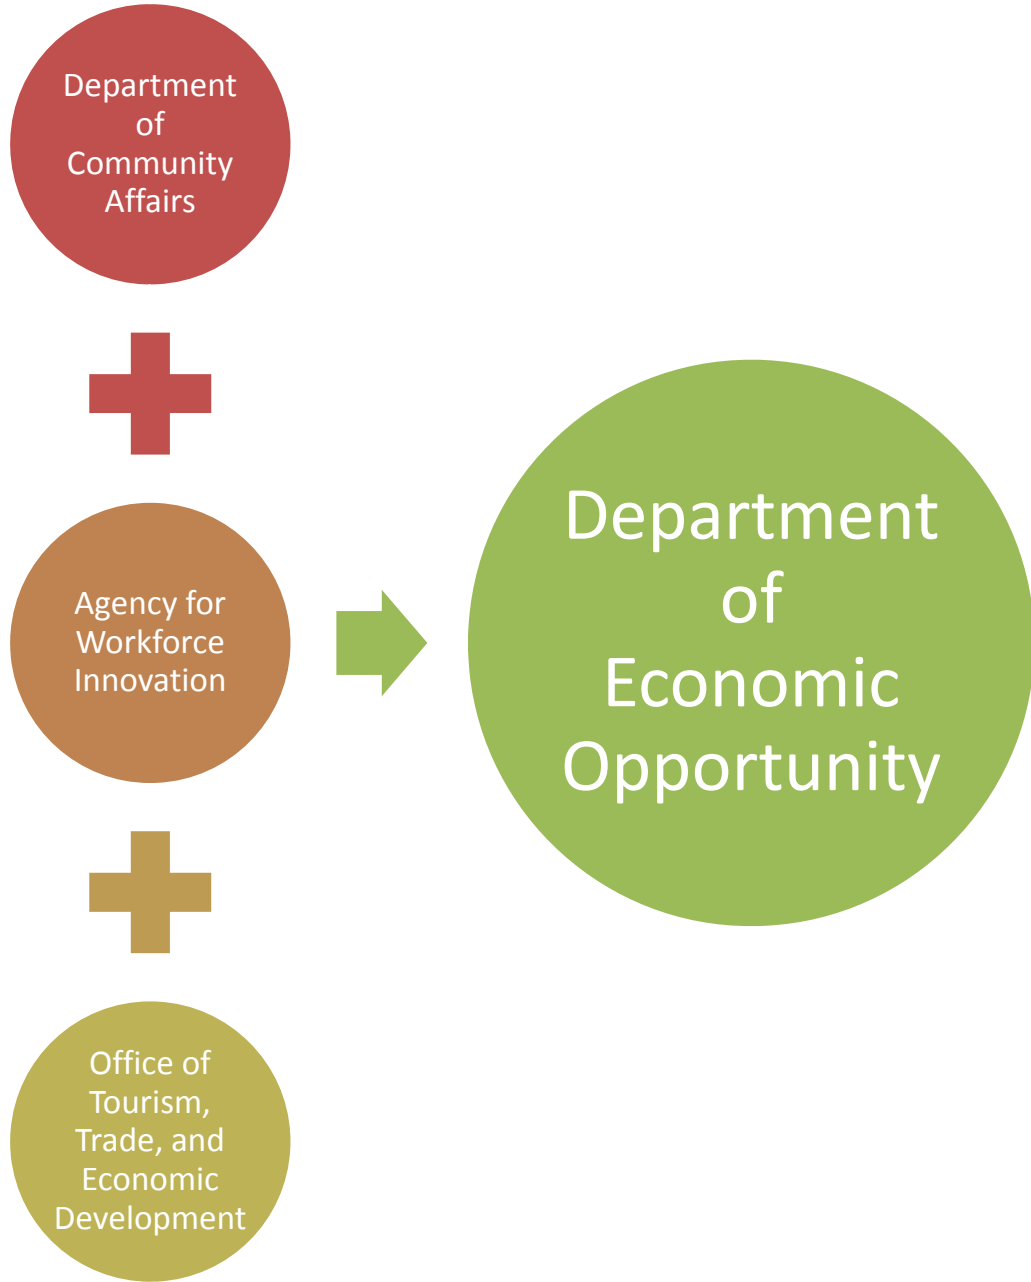 Department
of
Community
Affairs
Agency for
Workforce
Innovation
Office of
Tourism,
Trade, and
Economic
Development
Department
of
Economic
Opportunity